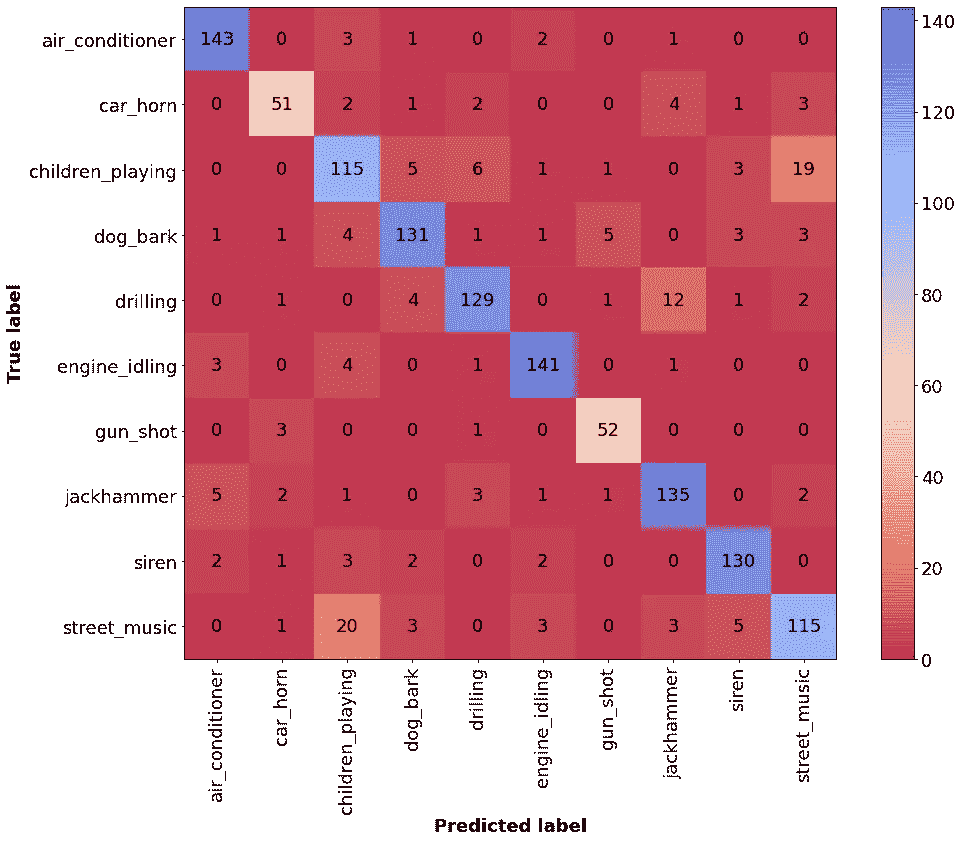 air_conditioner 143 0 3 1 0 2 0 1 0 0
car_horn 0 51 2 1 2 0 0 4 1 3
children_playing 0 0 115 5 6 1 1 0 3 19
dog_bark 1 1 4 131 1 1 5 0 3 3
drilling 0 1 0 4 129 0 1 12 1 2
engine_idling 3 0 4 0 1 141 0 1 0 0
gun_shot 0 3 0 0 1 0 52 0 0 0
jackhammer 5 2 1 0 3 1 1 135 0 2
siren 2 1 3 2 0 2 0 0 130 0
street_music 0 1 20 3 0 3 0 3 5 115
True label
air_conditioner
car_horn
children_playing
dog_bark
drilling
engine_idling
gun_shot
jackhammer
siren
street_music
Predicted label
140
120
100
80
60
40
20
0